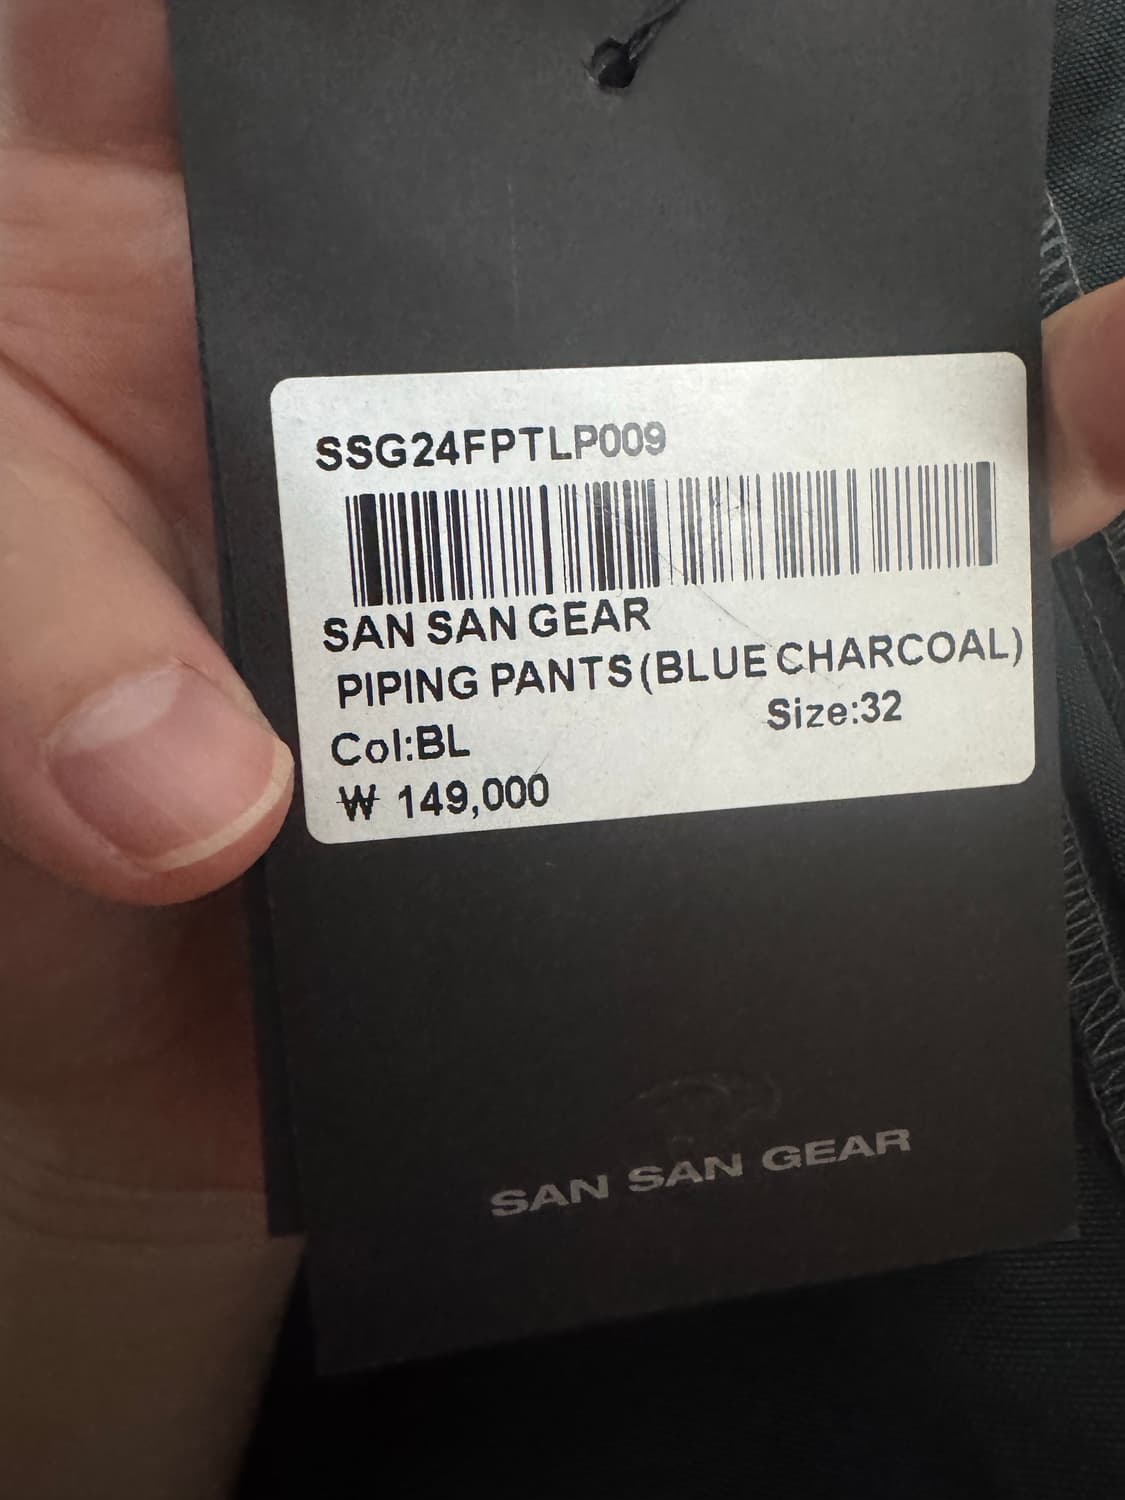 SSG24FPTLP009
SAN SAN GEAR
PIPING PANTS(BLUE CHARCOAL)
Col:BL Size:32
₩ 149,000
SAN SAN GEAR